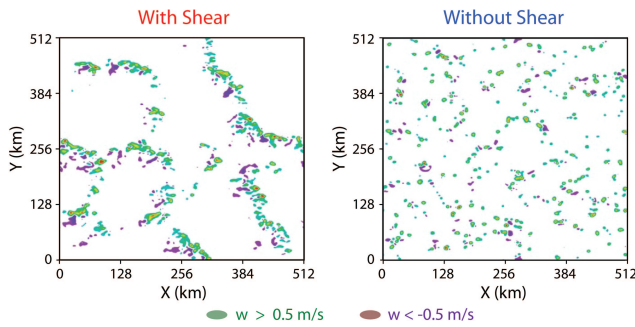 With Shear
Without Shear
512
384
256
128
0
Y (km)
0 128 256 384 512
X (km)
512
384
256
128
0
Y (km)
0 128 256 384 512
X (km)
w > 0.5 m/s
w < -0.5 m/s